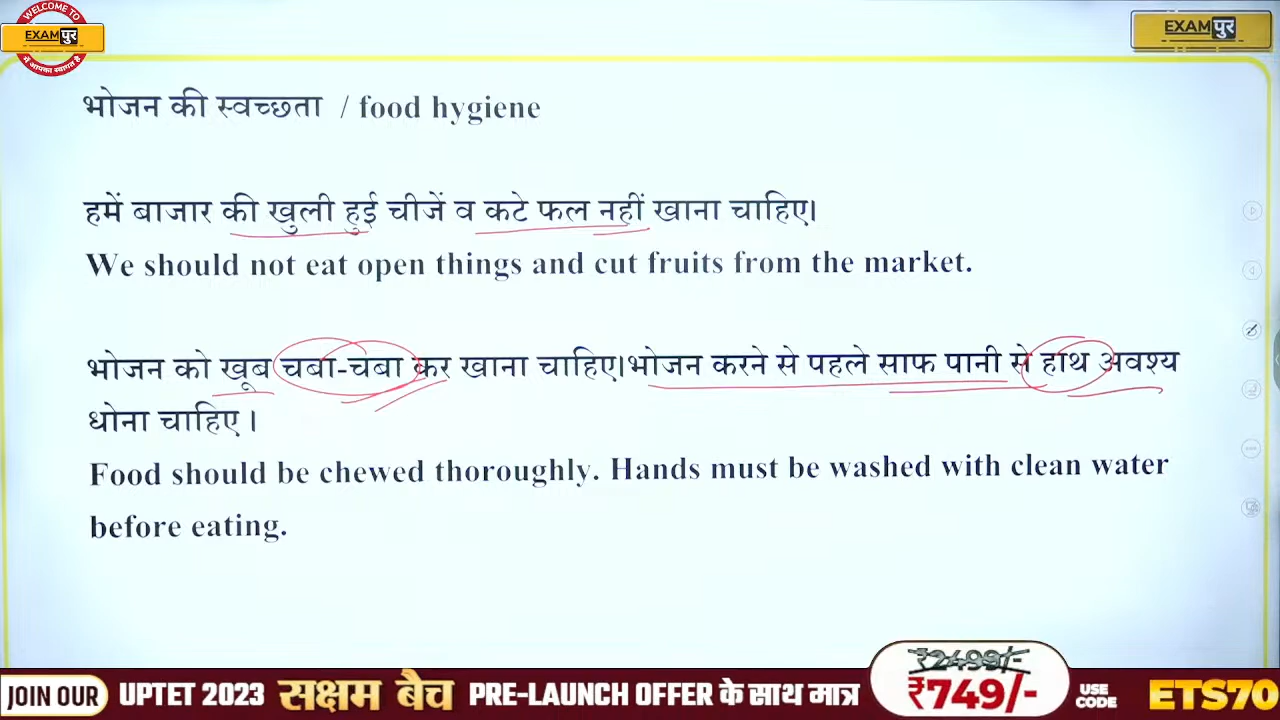 WELCOME TO
EXAMपुर
में आपका स्वागत है
EXAMपुर
भोजन की स्वच्छता / food hygiene
हमें बाजार की खुली हुई चीजें व कटे फल नहीं खाना चाहिए।
We should not eat open things and cut fruits from the market.
भोजन को खूब चबा-चबा कर खाना चाहिए।भोजन करने से पहले साफ पानी से हाथ अवश्य
धोना चाहिए ।
Food should be chewed thoroughly. Hands must be washed with clean water
before eating.
JOIN OUR UPTET 2023 सक्षम बैच PRE-LAUNCH OFFER के साथ मात्र ₹2499/- ₹749/- USE CODE ETS70